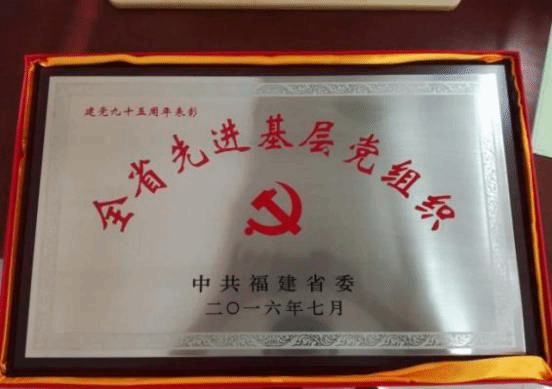 建党九十五周年表彰
全省先进基层党组织
中共福建省委
二〇一六年七月